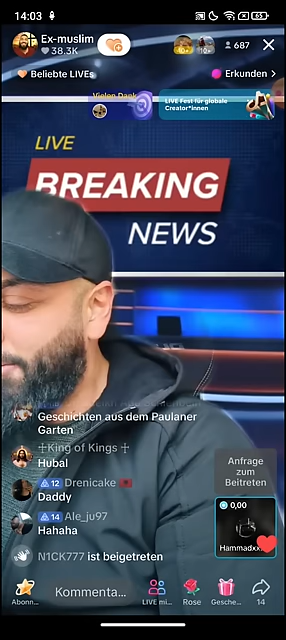 14:03
65
Ex-muslim
38.3K
10+
687
Beliebte LIVEs
Erkunden >
Vielen Dank
LIVE Fest für globale
Creator*innen
LIVE
BREAKING
NEWS
Geschichten aus dem Paulaner
Garten
King of Kings
Hubal
12 Drenicake
Daddy
14 Ale_ju97
Hahaha
N1CK777 ist beigetreten
Anfrage
zum
Beitreten
0,00
Hammadxx
Abonn...
Kommenta...
LIVE mi...
Rose
Gesche...
14